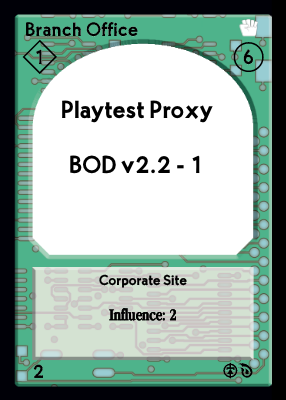 Branch Office
1
6
Playtest Proxy
BOD v2.2 - 1
Corporate Site
Influence: 2
2